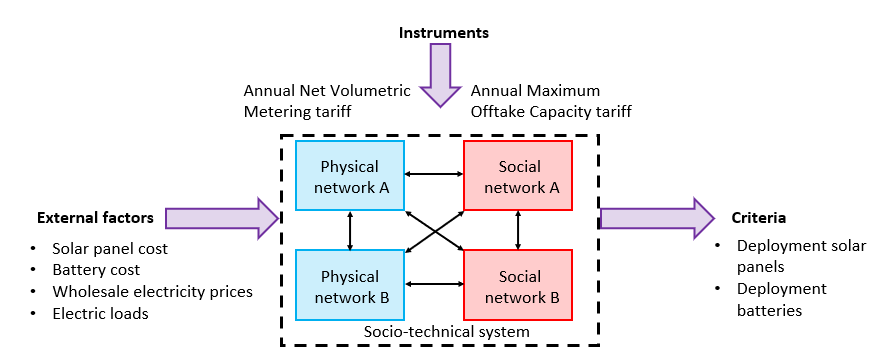 Instruments
Annual Net Volumetric
Metering tariff
Annual Maximum
Offtake Capacity tariff
External factors
• Solar panel cost
• Battery cost
• Wholesale electricity prices
• Electric loads
Physical
network A
Social
network A
Physical
network B
Social
network B
Socio-technical system
Criteria
• Deployment solar
panels
• Deployment
batteries